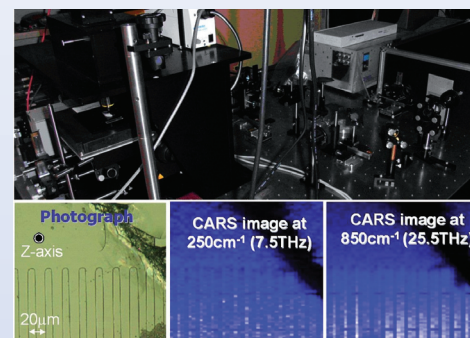 Photograph
Z-axis
20μm
CARS image at
250cm⁻¹ (7.5THz)
CARS image at
850cm⁻¹ (25.5THz)